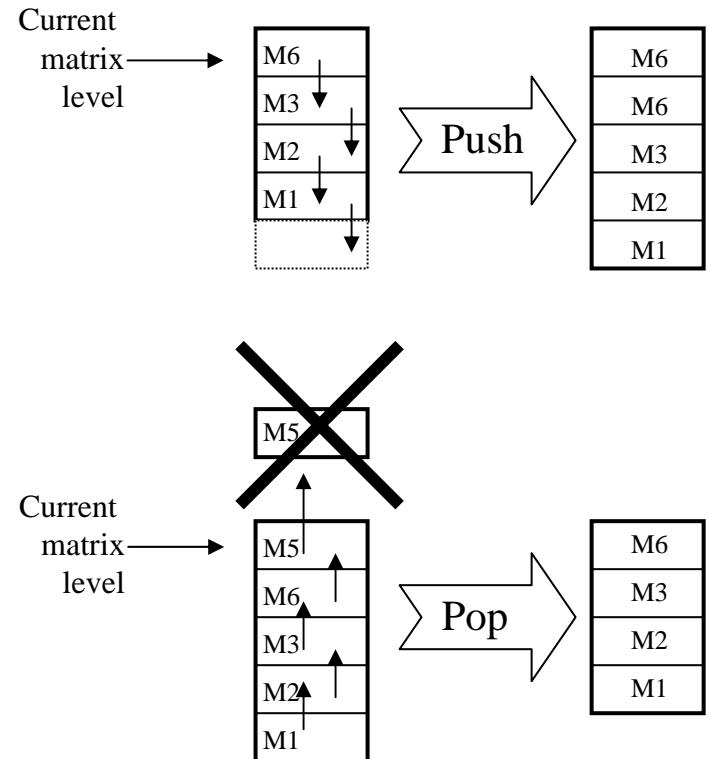 Current
matrix
level
M6
M3
M2
M1
Push
M6
M6
M3
M2
M1
M5
Current
matrix
level
M5
M6
M3
M2
M1
Pop
M6
M3
M2
M1